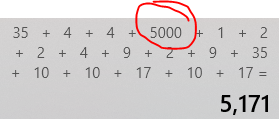 35 + 4 + 4 + 5000 + 1 + 2
+ 2 + 4 + 9 + 2 + 9 + 35
+ 10 + 10 + 17 + 10 + 17 =
5,171